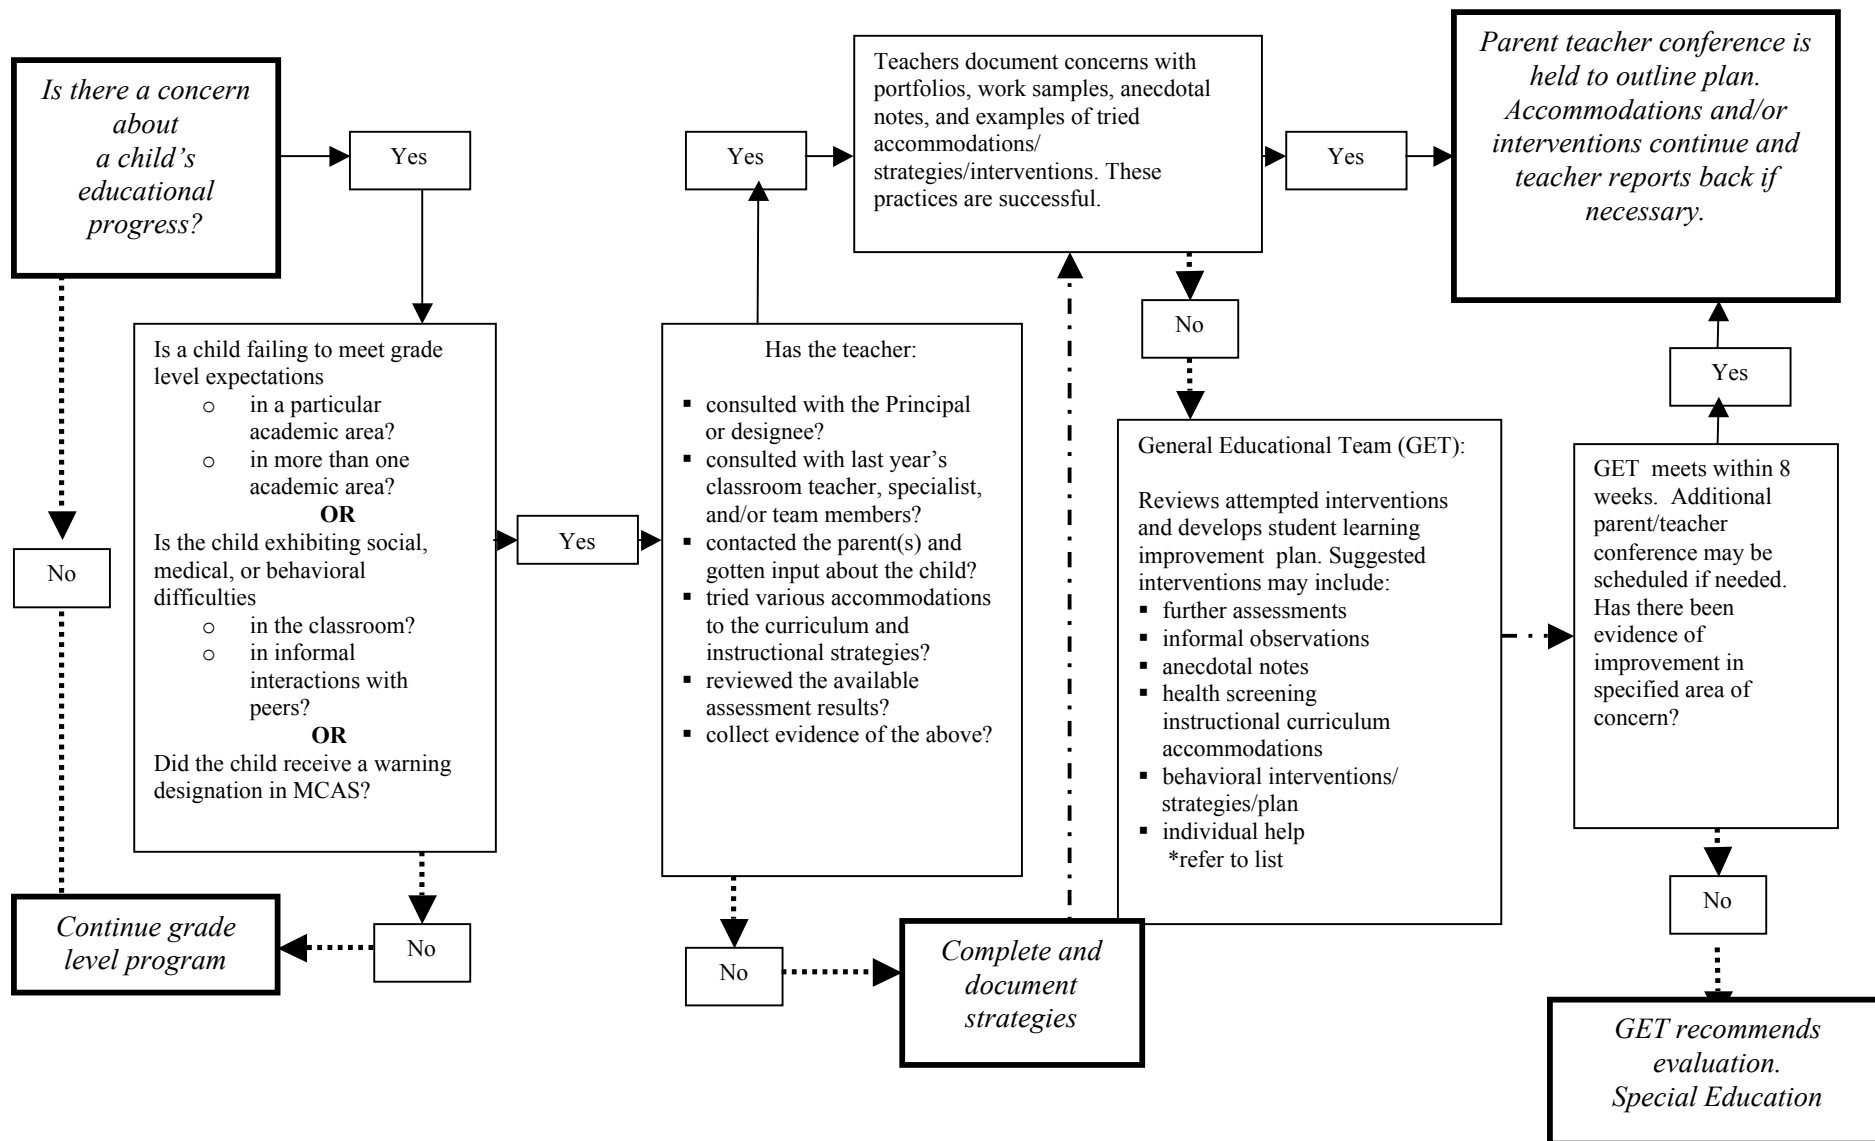 Is there a concern
about
a child’s
educational
progress?
Yes
No
Is a child failing to meet grade
level expectations
o in a particular
academic area?
o in more than one
academic area?
OR
Is the child exhibiting social,
medical, or behavioral
difficulties
o in the classroom?
o in informal
interactions with
peers?
OR
Did the child receive a warning
designation in MCAS?
No
Continue grade
level program
Yes
Has the teacher:
▪ consulted with the Principal
or designee?
▪ consulted with last year’s
classroom teacher, specialist,
and/or team members?
▪ contacted the parent(s) and
gotten input about the child?
▪ tried various accommodations
to the curriculum and
instructional strategies?
▪ reviewed the available
assessment results?
▪ collect evidence of the above?
No
Complete and
document
strategies
Yes
Teachers document concerns with
portfolios, work samples, anecdotal
notes, and examples of tried
accommodations/
strategies/interventions. These
practices are successful.
Yes
Parent teacher conference is
held to outline plan.
Accommodations and/or
interventions continue and
teacher reports back if
necessary.
No
General Educational Team (GET):
Reviews attempted interventions
and develops student learning
improvement plan. Suggested
interventions may include:
▪ further assessments
▪ informal observations
▪ anecdotal notes
▪ health screening
instructional curriculum
accommodations
▪ behavioral interventions/
strategies/plan
▪ individual help
*refer to list
GET meets within 8
weeks. Additional
parent/teacher
conference may be
scheduled if needed.
Has there been
evidence of
improvement in
specified area of
concern?
Yes
No
GET recommends
evaluation.
Special Education